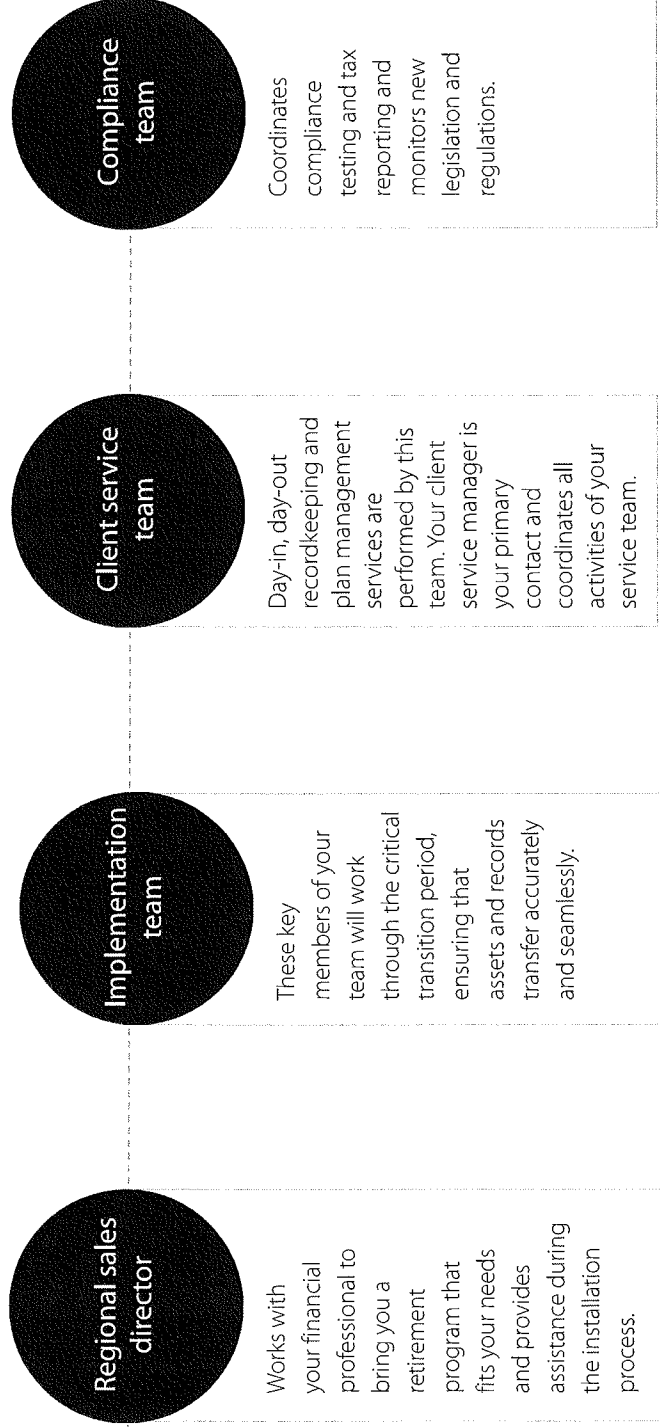 Regional sales
director
Works with
your financial
professional to
bring you a
retirement
program that
fits your needs
and provides
assistance during
the installation
process.
Implementation
team
These key
members of your
team will work
through the critical
transition period,
ensuring that
assets and records
transfer accurately
and seamlessly.
Client service
team
Day-in, day-out
recordkeeping and
plan management
services are
performed by this
team. Your client
service manager is
your primary
contact and
coordinates all
activities of your
service team.
Compliance
team
Coordinates
compliance
testing and tax
reporting and
monitors new
legislation and
regulations.